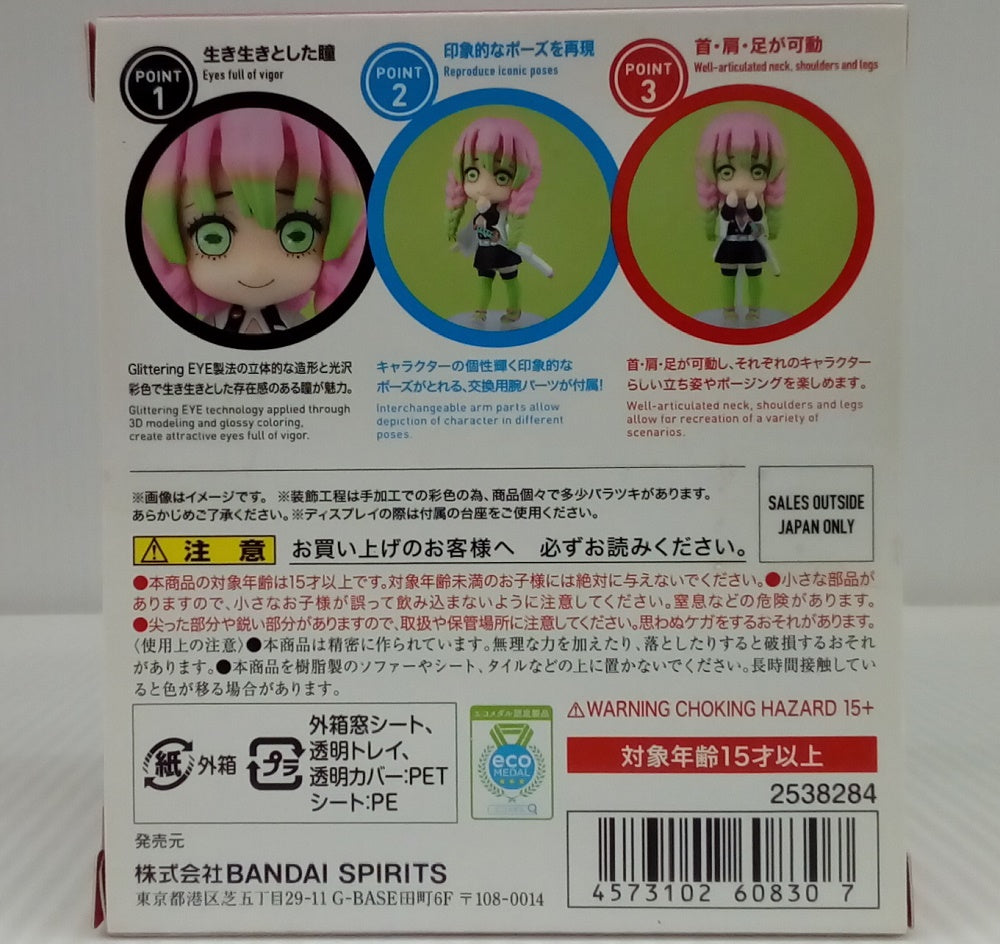 POINT
1
生き生きとした瞳
Eyes full of vigor
POINT
2
印象的なポーズを再現
Reproduce iconic poses
POINT
3
首・肩・足が可動
Well-articulated neck, shoulders and legs
Glittering EYE製法の立体的な造形と光沢
彩色で生き生きとした存在感のある瞳が魅力。
Glittering EYE technology applied through
3D modeling and glossy coloring,
create attractive eyes full of vigor.
キャラクターの個性輝く印象的な
ポーズがとれる、交換用腕パーツが付属!
Interchangeable arm parts allow
depiction of character in different
poses.
首・肩・足が可動し、それぞれのキャラクター
らしい立ち姿やポージングを楽しめます。
Well-articulated neck, shoulders and legs
allow for recreation of a variety of
scenarios.
※画像はイメージです。 ※装飾工程は手加工での彩色の為、商品個々で多少バラツキがあります。
あらかじめご了承ください。※ディスプレイの際は付属の台座をご使用ください。
SALES OUTSIDE
JAPAN ONLY
⚠注 意 お買い上げのお客様へ 必ずお読みください。
●本商品の対象年齢は15才以上です。対象年齢未満のお子様には絶対に与えないでください。●小さな部品が
ありますので、小さなお子様が誤って飲み込まないように注意してください。窒息などの危険があります。
●尖った部分や鋭い部分がありますので、取扱や保管場所に注意してください。思わぬケガをするおそれがあります。
〈使用上の注意〉●本商品は精密に作られています。無理な力を加えたり、落としたりすると破損するおそれ
があります。●本商品を樹脂製のソファーやシート、タイルなどの上に置かないでください。長時間接触してい
ると色が移る場合があります。
紙 外箱
プラ
外箱窓シート、
透明トレイ、
透明カバー:PET
シート:PE
エコメダル認定製品
eco
MEDAL
⚠WARNING CHOKING HAZARD 15+
対象年齢15才以上
2538284
発売元
株式会社BANDAI SPIRITS
東京都港区芝五丁目29-11 G-BASE田町6F 〒108-0014
4573102 608307